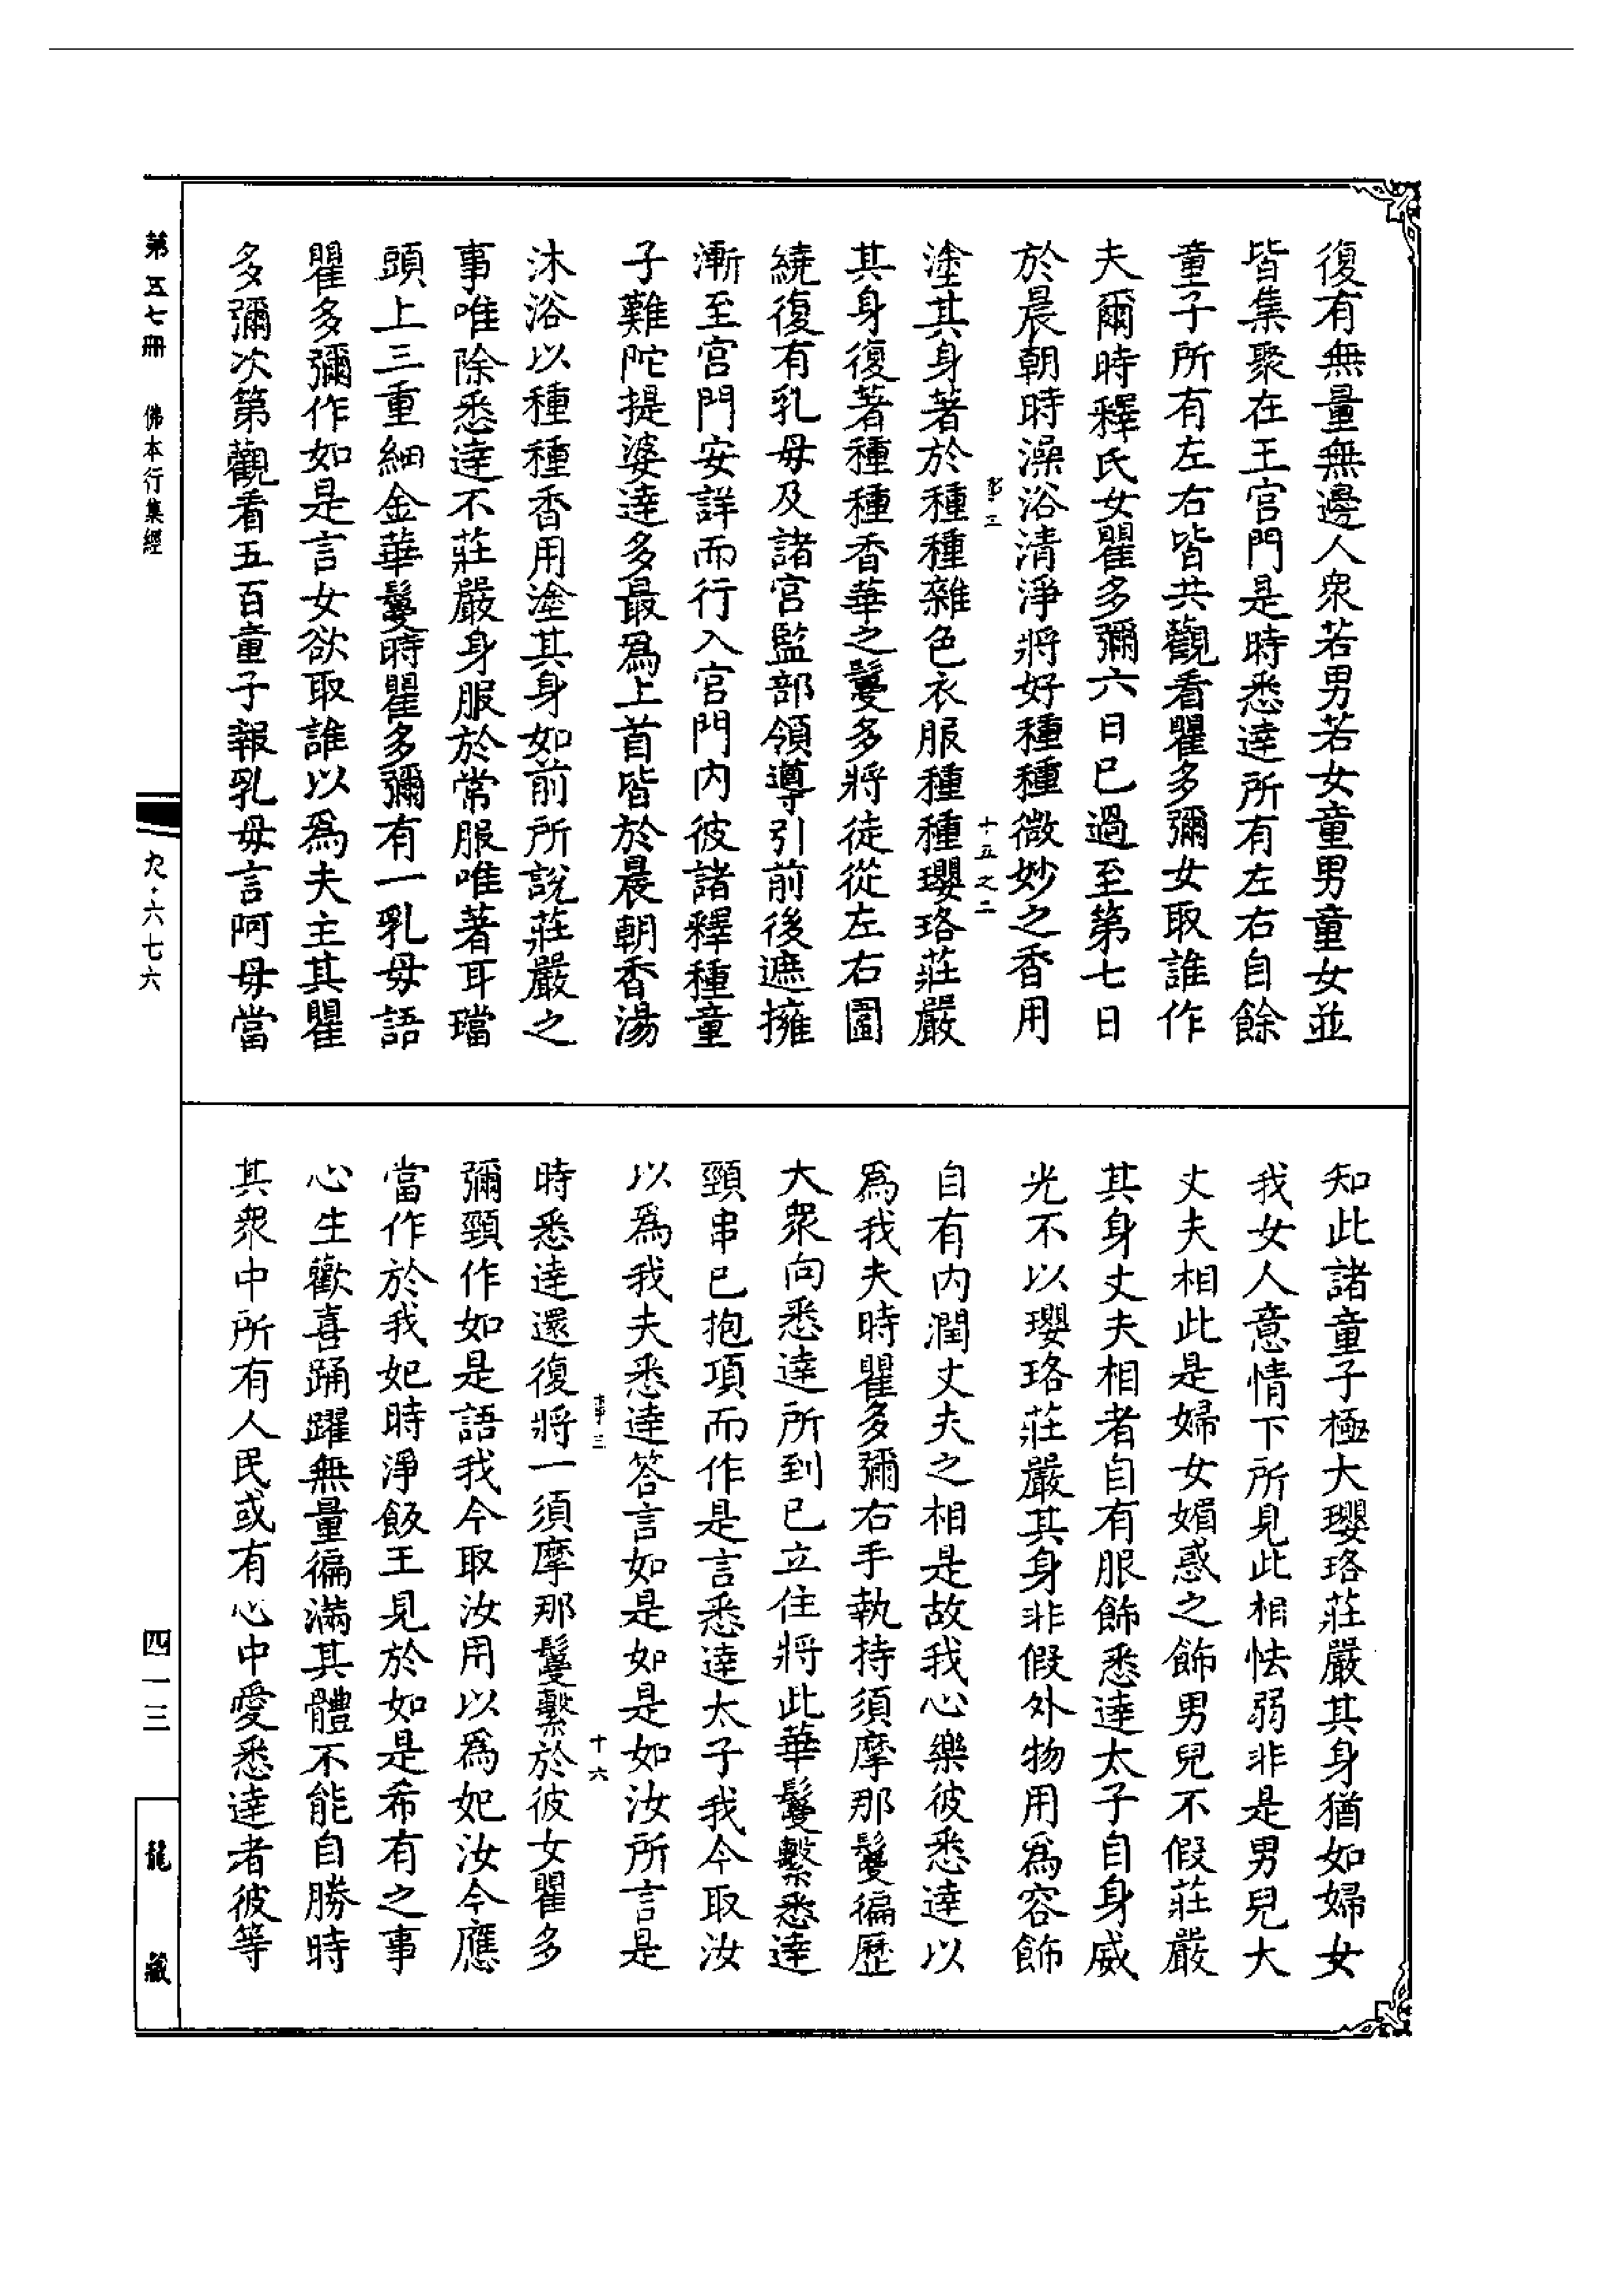 復有無量無邊人衆若男若女童男童女並
皆集聚在王宮門是時悉達所有左右自餘
童子所有左右皆共觀看瞿多彌女取誰作
夫爾時釋氏女瞿多彌六日已過至第七日
於晨朝時澡浴清淨將好種種微妙之香用
十五之二
塗其身著於種種雜色衣服種種瓔珞莊嚴
其身復著種種香華之鬘多將徒從左右圍
繞復有乳母及諸宮監部領導引前後遮擁
漸至宮門安詳而行入宮門內彼諸釋種童
子難陀提婆達多最爲上首皆於晨朝香湯
沐浴以種種香用塗其身如前所說莊嚴之
事唯除悉達不莊嚴身服於常服唯著耳璫
頭上三重細金華鬘時瞿多彌有一乳母語
瞿多彌作如是言女欲取誰以爲夫主其瞿
多彌次第觀看五百童子報乳母言阿母當
知此諸童子極大瓔珞莊嚴其身猶如婦女
我女人意情下所見此相怯弱非是男兒大
丈夫相此是婦女媚惑之飾男兒不假莊嚴
其身丈夫相者自有服飾悉達太子自身威
光不以瓔珞莊嚴其身非假外物用爲容飾
自有內潤丈夫之相是故我心樂彼悉達以
爲我夫時瞿多彌右手執持須摩那鬘徧歷
大衆向悉達所到已立住將此華鬘繫悉達
頸串已抱項而作是言悉達太子我今取汝
以爲我夫悉達答言如是如是如汝所言是
事三 十六
時悉達還復將一須摩那鬘繫於彼女瞿多
彌頸作如是語我今取汝用以爲妃汝今應
當作於我妃時淨飯王見於如是希有之事
心生歡喜踊躍無量徧滿其體不能自勝時
其衆中所有人民或有心中愛悉達者彼等
第五七冊 佛本行集經
九·六七六
四一三
龍藏